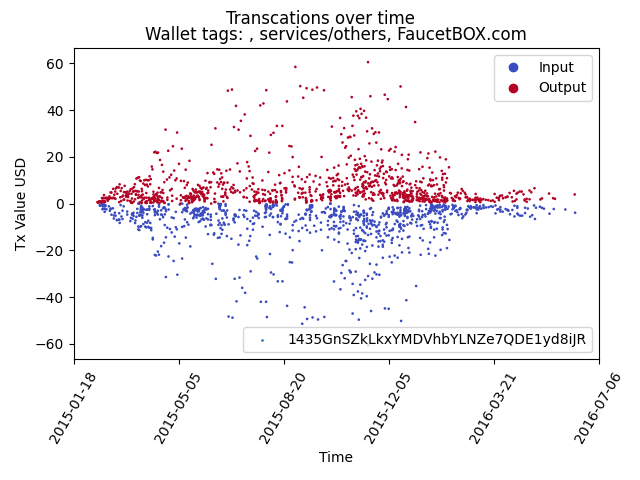 Transcations over time
Wallet tags: , services/others, FaucetBOX.com
Input
Output
60
40
20
0
−20
−40
−60
Tx Value USD
1435GnSZkLkxYMDVhbYLNZe7QDE1yd8iJR
2015-01-18
2015-05-05
2015-08-20
2015-12-05
2016-03-21
2016-07-06
Time